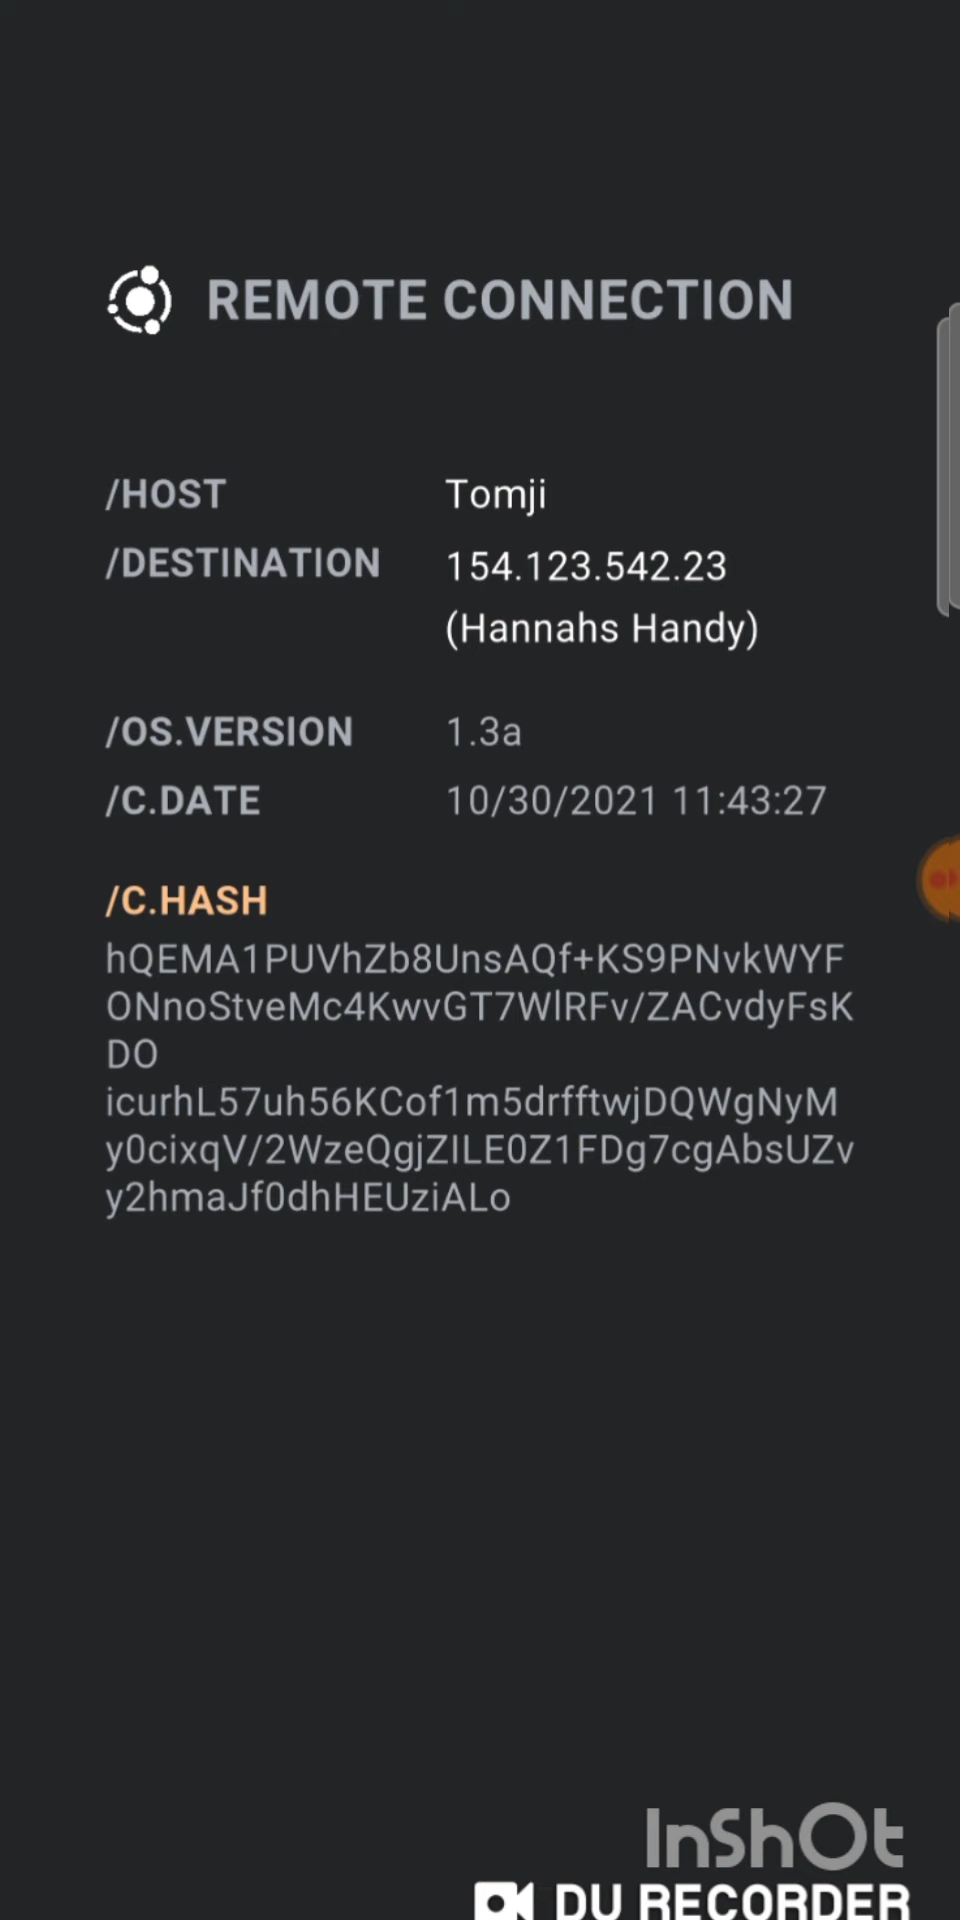 REMOTE CONNECTION
/HOST Tomji
/DESTINATION 154.123.542.23
(Hannahs Handy)
/OS.VERSION 1.3a
/C.DATE 10/30/2021 11:43:27
/C.HASH
hQEMA1PUVhZb8UnsAQf+KS9PNvkWYF
ONnoStveMc4KwvGT7WlRFv/ZACvdyFsK
DO
icurhL57uh56KCof1m5drfftwjDQWgNyM
y0cixqV/2WzeQgjZILE0Z1FDg7cgAbsUZv
y2hmaJf0dhHEUziALo
InShOt
DU RECORDER